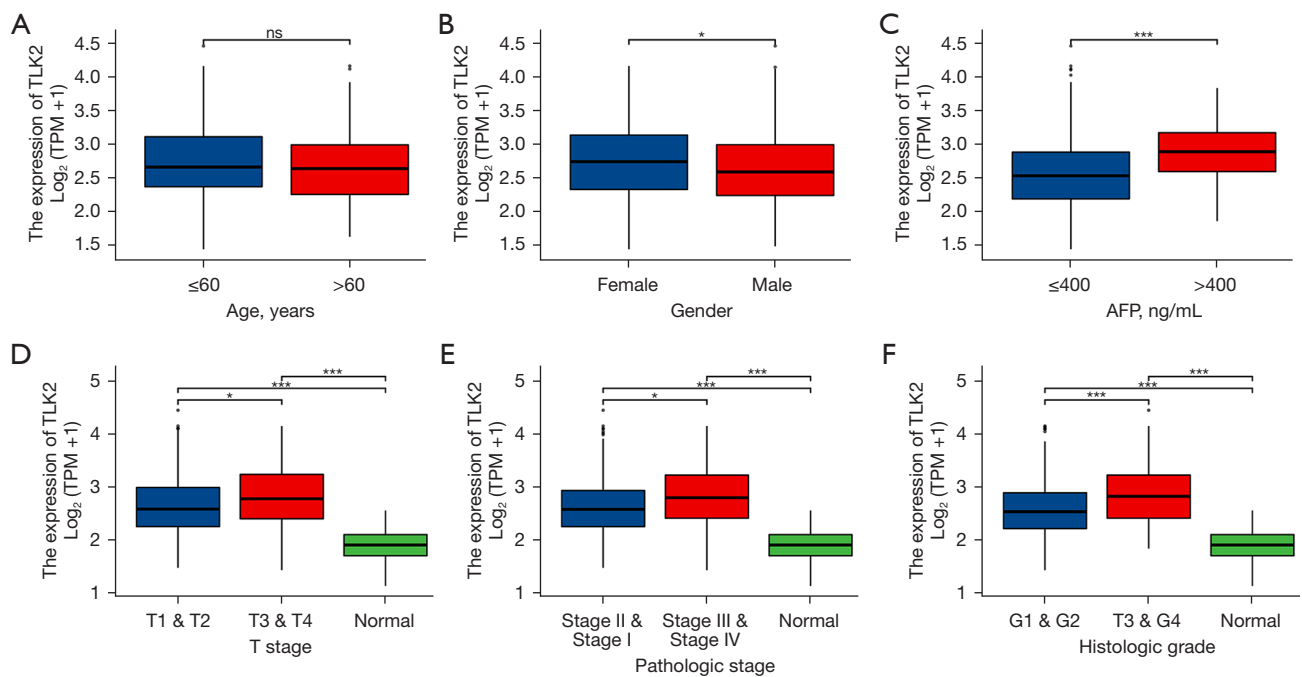 A
The expression of TLK2
Log₂ (TPM +1)
4.5
4.0
3.5
3.0
2.5
2.0
1.5
ns
≤60 >60
Age, years
B
The expression of TLK2
Log₂ (TPM +1)
4.5
4.0
3.5
3.0
2.5
2.0
1.5
*
Female Male
Gender
C
The expression of TLK2
Log₂ (TPM +1)
4.5
4.0
3.5
3.0
2.5
2.0
1.5
***
≤400 >400
AFP, ng/mL
D
The expression of TLK2
Log₂ (TPM +1)
5
4
3
2
1
***
***
*
T1 & T2 T3 & T4 Normal
T stage
E
The expression of TLK2
Log₂ (TPM +1)
5
4
3
2
1
***
***
*
Stage II & Stage III & Normal
Stage I Stage IV
Pathologic stage
F
The expression of TLK2
Log₂ (TPM +1)
5
4
3
2
1
***
***
***
G1 & G2 T3 & G4 Normal
Histologic grade